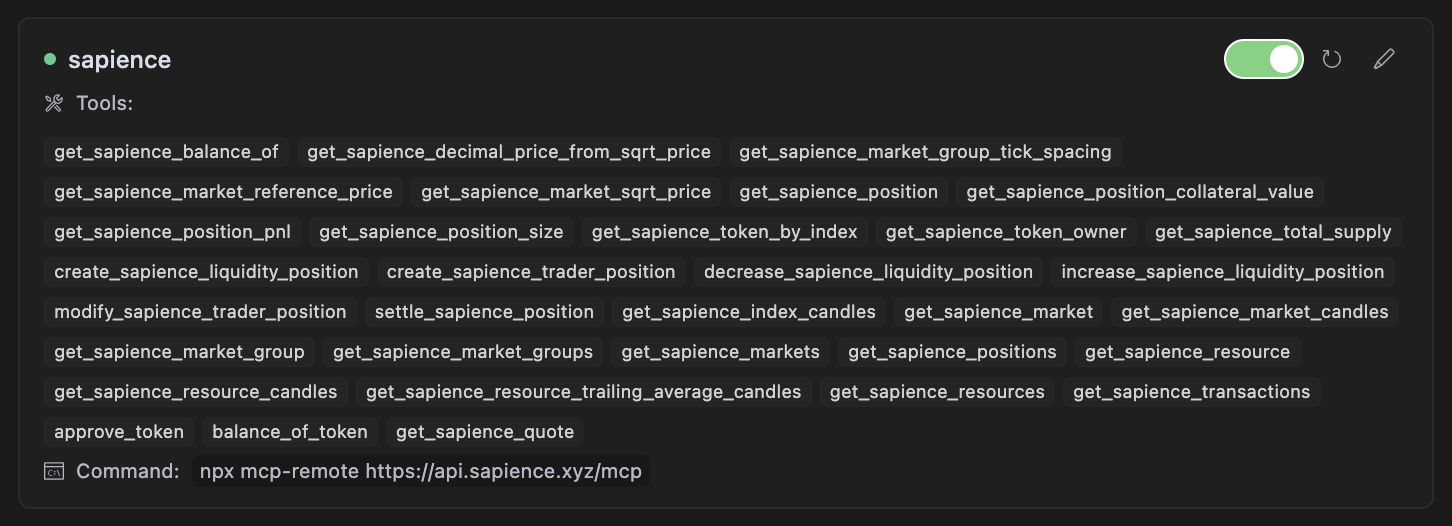 sapience
Tools:
get_sapience_balance_of get_sapience_decimal_price_from_sqrt_price get_sapience_market_group_tick_spacing
get_sapience_market_reference_price get_sapience_market_sqrt_price get_sapience_position get_sapience_position_collateral_value
get_sapience_position_pnl get_sapience_position_size get_sapience_token_by_index get_sapience_token_owner get_sapience_total_supply
create_sapience_liquidity_position create_sapience_trader_position decrease_sapience_liquidity_position increase_sapience_liquidity_position
modify_sapience_trader_position settle_sapience_position get_sapience_index_candles get_sapience_market get_sapience_market_candles
get_sapience_market_group get_sapience_market_groups get_sapience_markets get_sapience_positions get_sapience_resource
get_sapience_resource_candles get_sapience_resource_trailing_average_candles get_sapience_resources get_sapience_transactions
approve_token balance_of_token get_sapience_quote
Command: npx mcp-remote https://api.sapience.xyz/mcp